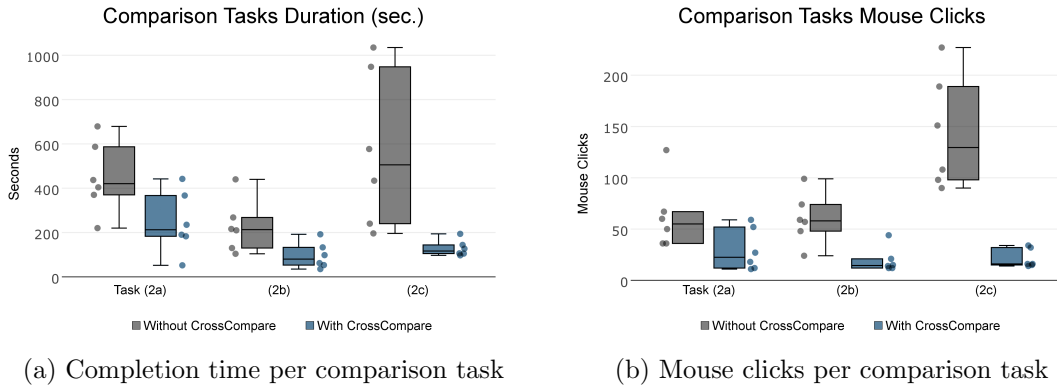 Comparison Tasks Duration (sec.)
1000
800
600
400
200
0
Seconds
Task (2a) (2b) (2c)
Without CrossCompare With CrossCompare
(a) Completion time per comparison task
Comparison Tasks Mouse Clicks
200
150
100
50
0
Mouse Clicks
Task (2a) (2b) (2c)
Without CrossCompare With CrossCompare
(b) Mouse clicks per comparison task